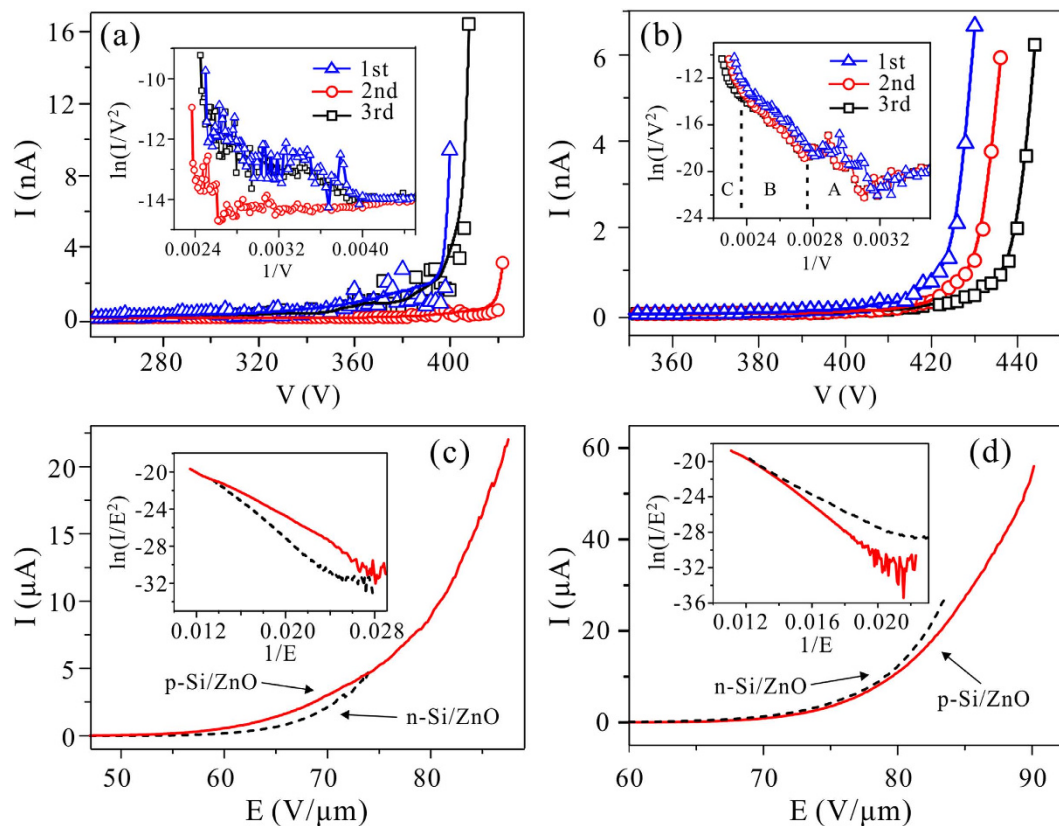 (a)
I (nA)
16
12
8
4
0
280
320
360
400
V (V)
ln(I/V²)
-10
-12
-14
0.0024
0.0032
0.0040
1/V
1st
2nd
3rd
(b)
I (nA)
6
4
2
0
360
380
400
420
440
V (V)
ln(I/V²)
-10
-14
-18
-22
0.0024
0.0028
0.0032
1/V
1st
2nd
3rd
C
B
A
(c)
I (µA)
20
15
10
5
0
50
60
70
80
E (V/µm)
ln(I/E²)
-20
-24
-28
-32
0.012
0.020
0.028
1/E
p-Si/ZnO
n-Si/ZnO
(d)
I (µA)
60
40
20
0
60
70
80
90
E (V/µm)
ln(I/E²)
-20
-24
-28
-32
-36
0.012
0.016
0.020
1/E
n-Si/ZnO
p-Si/ZnO